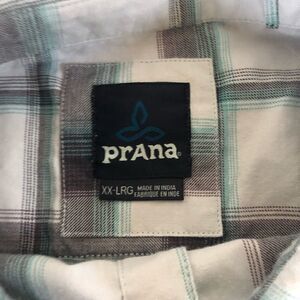 prAna
XX-LRG. MADE IN INDIA
FABRIQUÉ EN INDE